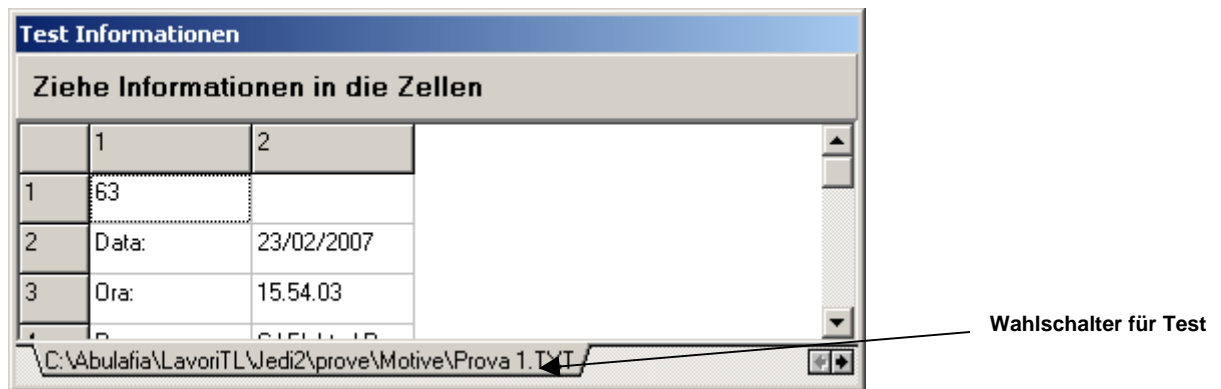 Test Informationen
Ziehe Informationen in die Zellen
1 2
1 63
2 Data: 23/02/2007
3 Ora: 15.54.03
Wahlschalter für Test
C:\Abulafia\LavoriTL\Jedi2\prove\Motive\Prova 1.TXT